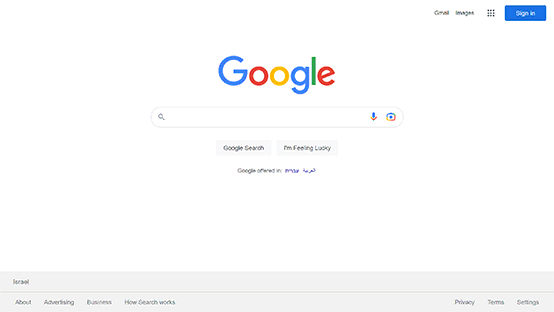 Gmail Images Sign in
Google
Google Search I'm Feeling Lucky
Google offered in: עברית العربية
Israel
About Advertising Business How Search works Privacy Terms Settings